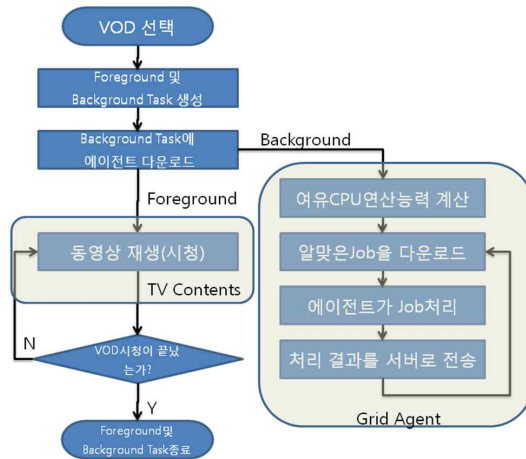 VOD 선택
Foreground 및
Background Task 생성
Background Task에
에이전트 다운로드
Background
Foreground
동영상 재생(시청)
TV Contents
N
VOD시청이 끝났
는가?
Y
Foreground및
Background Task종료
여유CPU연산능력 계산
알맞은Job을 다운로드
에이전트가 Job처리
처리 결과를 서버로 전송
Grid Agent